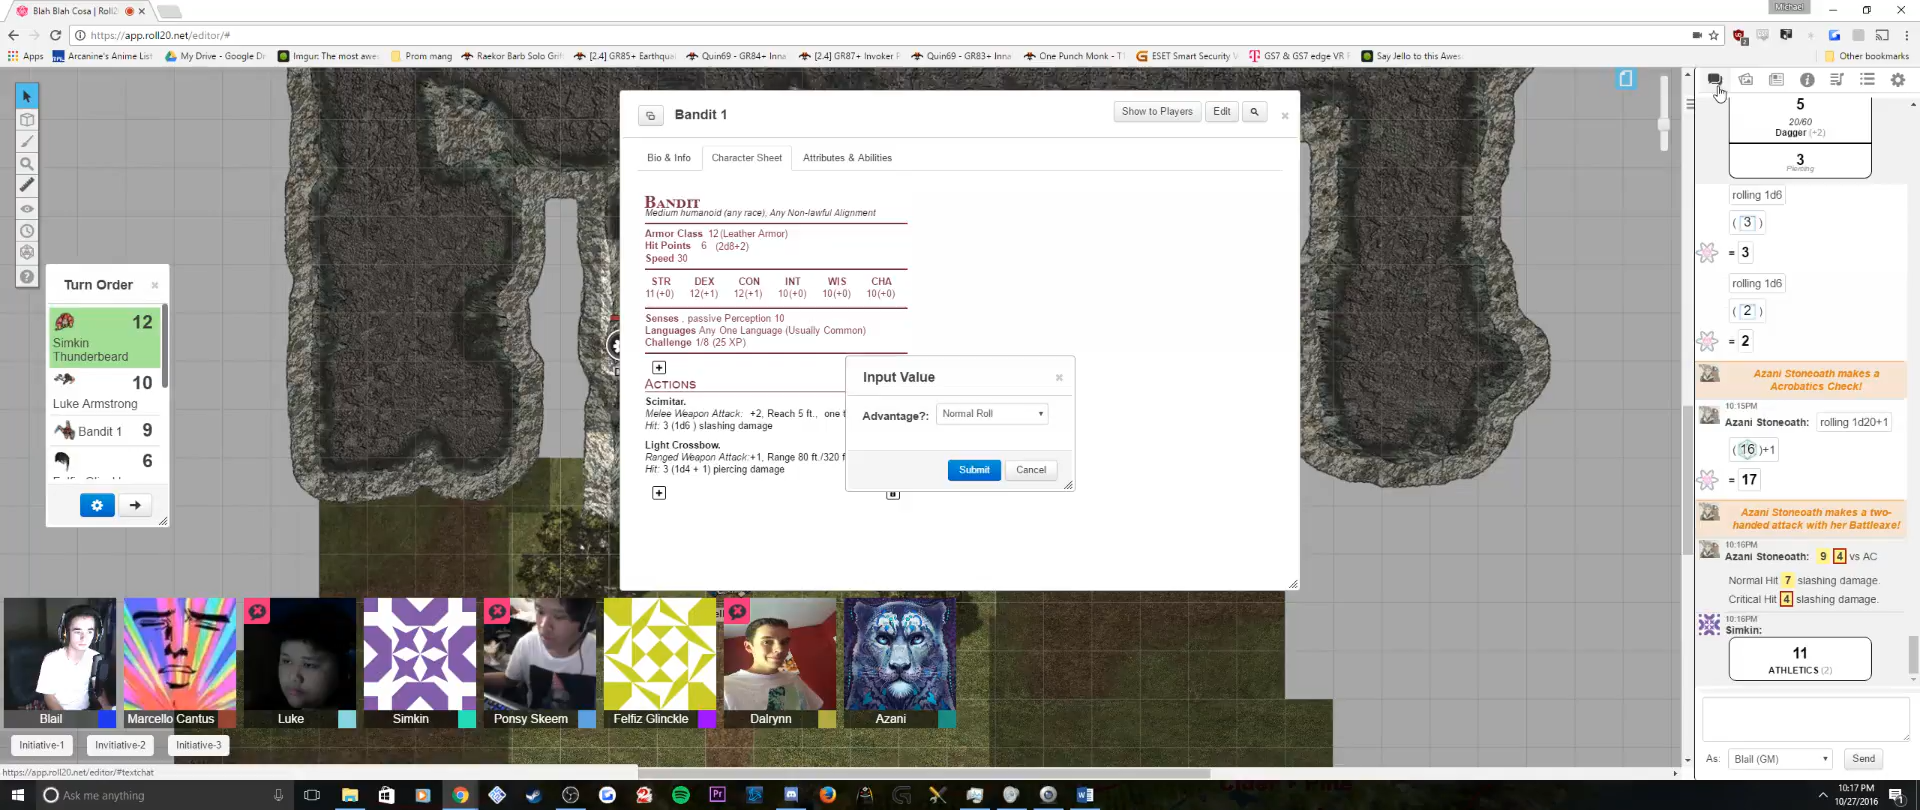 Blah Blah Cosa | Roll2
Michael
https://app.roll20.net/editor/#
Apps
Arcanine's Anime List
My Drive - Google Dr
Imgur: The most awe
Prom mang
Raekor Barb Solo Grif
[2.4] GR85+ Earthqua
Quin69 - GR84+ Inna
[2.4] GR87+ Invoker P
Quin69 - GR83+ Inna
One Punch Monk - T
ESET Smart Security
GS7 & GS7 edge VR F
Say Jello to this Awes
Other bookmarks
Bandit 1
Show to Players
Edit
Bio & Info
Character Sheet
Attributes & Abilities
BANDIT
Medium humanoid (any race), Any Non-lawful Alignment
Armor Class 12 (Leather Armor)
Hit Points 6 (2d8+2)
Speed 30
STR DEX CON INT WIS CHA
11(+0) 12(+1) 12(+1) 10(+0) 10(+0) 10(+0)
Senses , passive Perception 10
Languages Any One Language (Usually Common)
Challenge 1/8 (25 XP)
ACTIONS
Scimitar.
Melee Weapon Attack: +2, Reach 5 ft., one t
Hit: 3 (1d6 ) slashing damage
Light Crossbow.
Ranged Weapon Attack:+1, Range 80 ft./320 f
Hit: 3 (1d4 + 1) piercing damage
Input Value
Advantage?: Normal Roll
Submit
Cancel
Turn Order
12
Simkin
Thunderbeard
10
Luke Armstrong
Bandit 1 9
6
5
20/60
Dagger (+2)
3
Piercing
rolling 1d6
( 3 )
= 3
rolling 1d6
( 2 )
= 2
Azani Stoneoath makes a
Acrobatics Check!
10:15PM
Azani Stoneoath: rolling 1d20+1
( 16 )+1
= 17
Azani Stoneoath makes a two-
handed attack with her Battleaxe!
10:16PM
Azani Stoneoath: 9 4 vs AC
Normal Hit 7 slashing damage.
Critical Hit 4 slashing damage.
10:16PM
Simkin:
11
ATHLETICS (2)
As: Blail (GM)
Send
Blail
Marcello Cantus
Luke
Simkin
Ponsy Skeem
Felfiz Glinckle
Dalrynn
Azani
Initiative-1
Invitiative-2
Initiative-3
https://app.roll20.net/editor/#textchat
Ask me anything
10:17 PM
10/27/2016